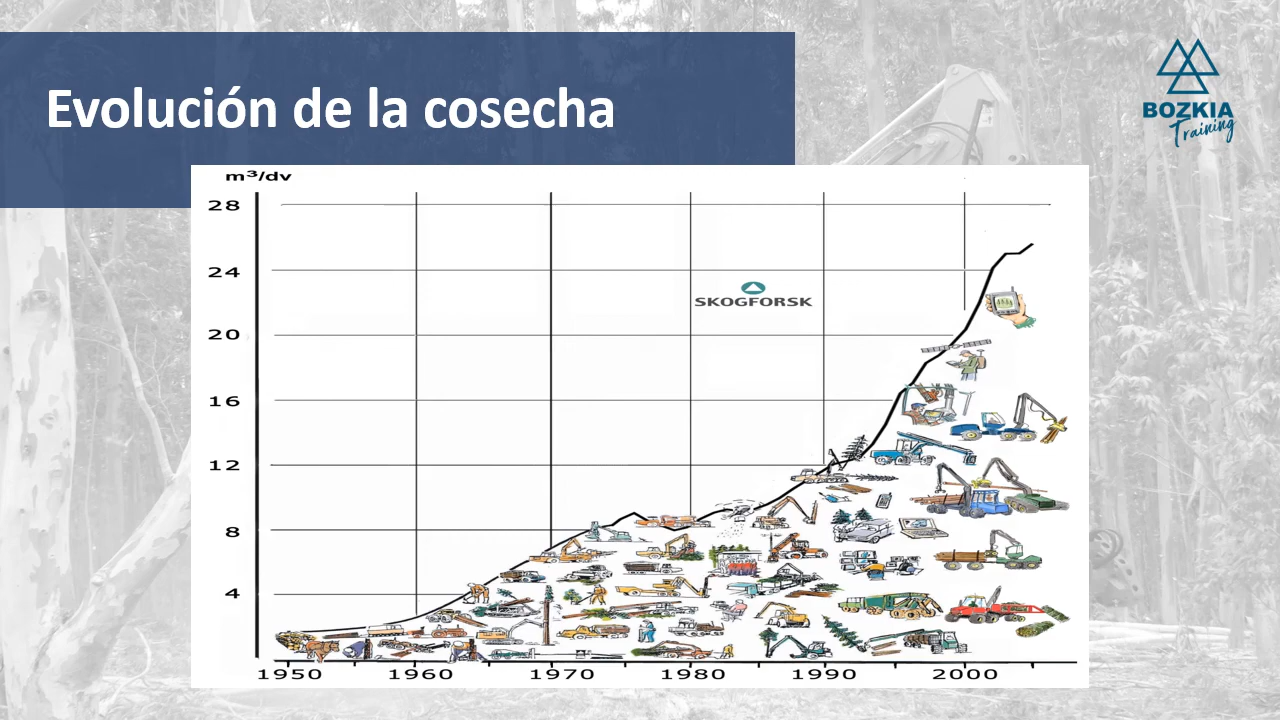 Evolución de la cosecha
BOZKIA
Training
m³/dv
28
24
SKOGFORSK
20
16
12
8
4
1950 1960 1970 1980 1990 2000